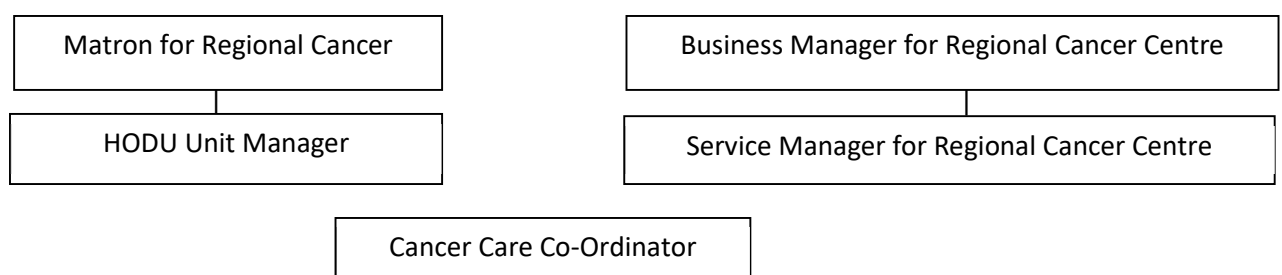 Matron for Regional Cancer
Business Manager for Regional Cancer Centre
HODU Unit Manager
Service Manager for Regional Cancer Centre
Cancer Care Co-Ordinator